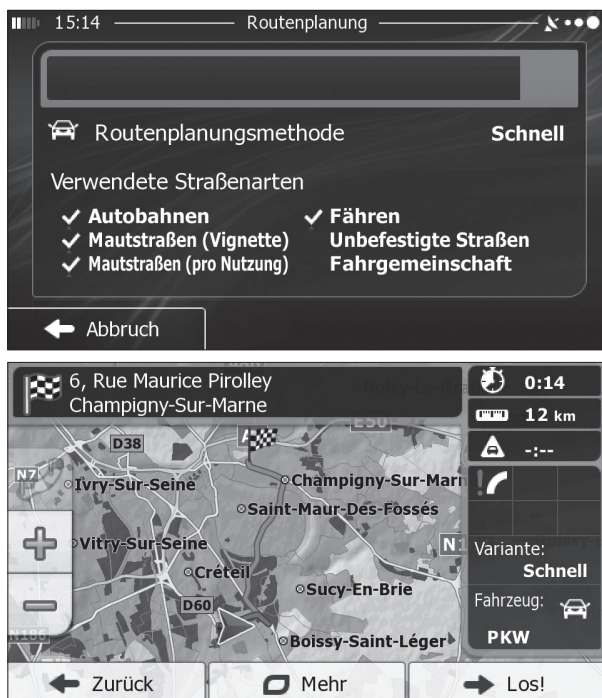 15:14 Routenplanung
Routenplanungsmethode Schnell
Verwendete Straßenarten
Autobahnen Fähren
Mautstraßen (Vignette) Unbefestigte Straßen
Mautstraßen (pro Nutzung) Fahrgemeinschaft
Abbruch
6, Rue Maurice Pirolley
Champigny-Sur-Marne
0:14
12 km
-:--
E50
D38
N7
Ivry-Sur-Seine
Champigny-Sur-Marn
Saint-Maur-Des-Fossés
Vitry-Sur-Seine
N1
Créteil
Sucy-En-Brie
D60
Boissy-Saint-Léger
N186
Variante:
Schnell
Fahrzeug:
PKW
Zurück Mehr Los!